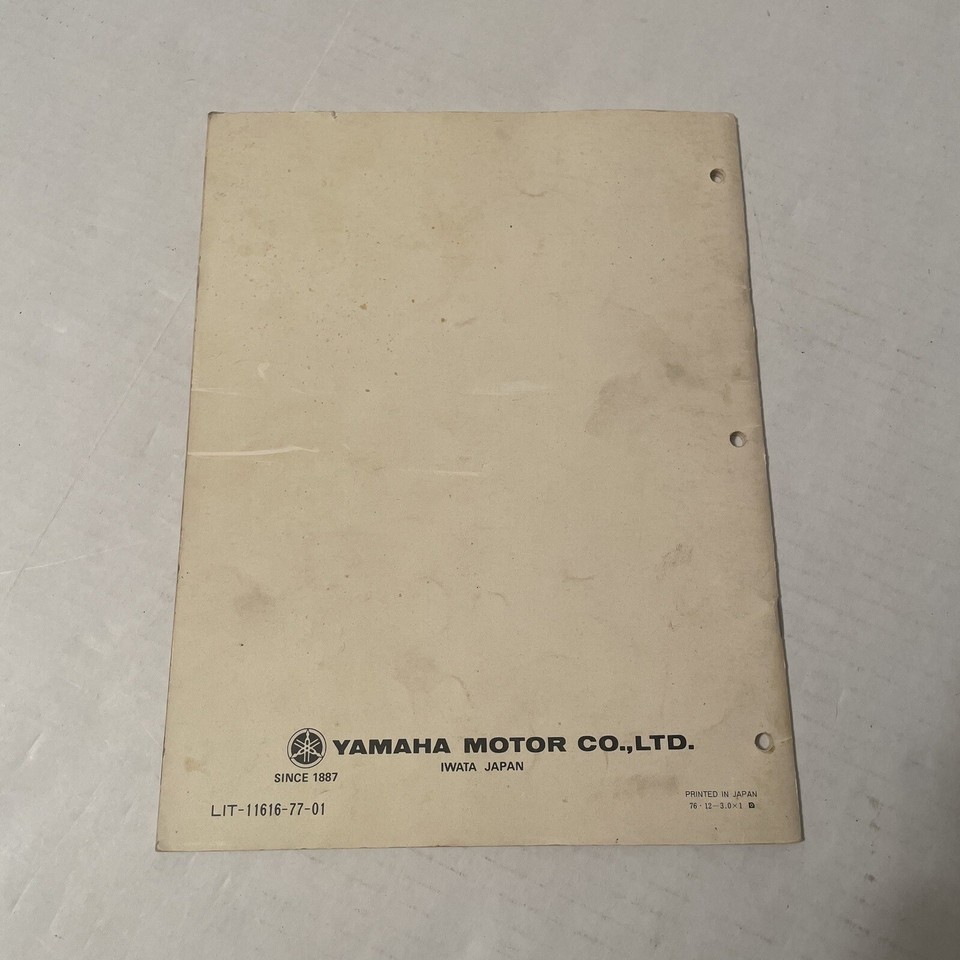 YAMAHA MOTOR CO.,LTD.
IWATA JAPAN
SINCE 1887
LIT-11616-77-01
PRINTED IN JAPAN
76・12-3.0×1